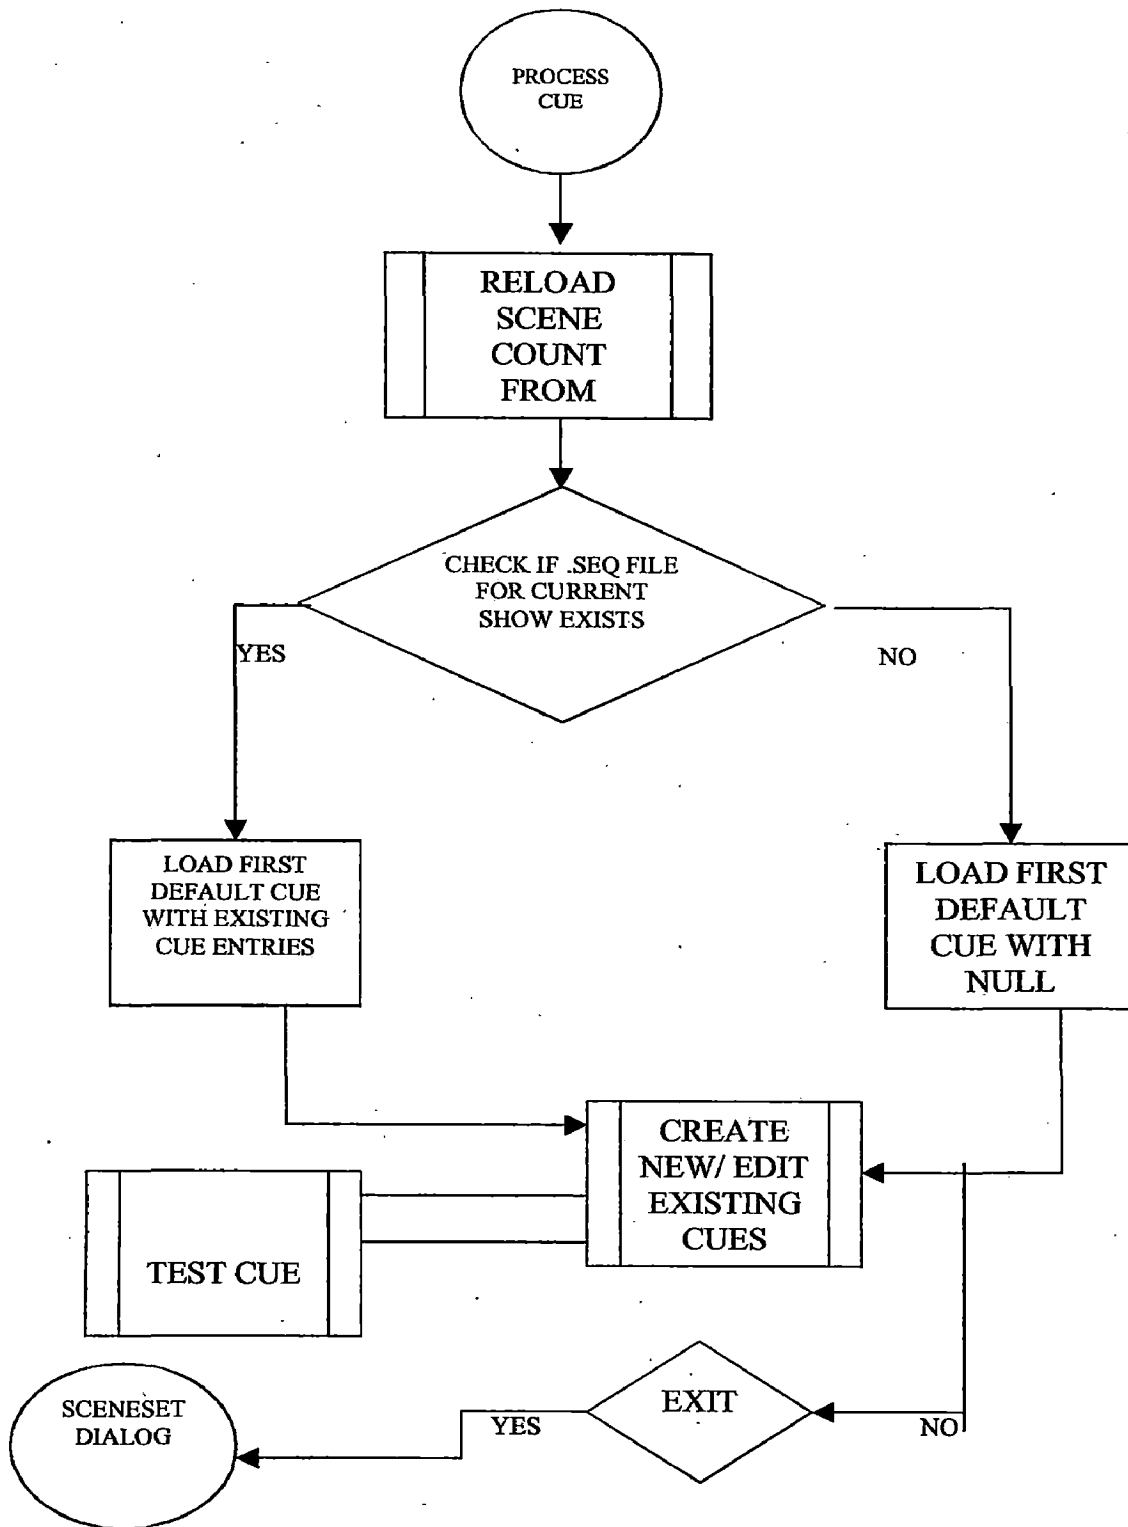 PROCESS
CUE
RELOAD
SCENE
COUNT
FROM
CHECK IF .SEQ FILE
FOR CURRENT
SHOW EXISTS
YES
NO
LOAD FIRST
DEFAULT CUE
WITH EXISTING
CUE ENTRIES
LOAD FIRST
DEFAULT
CUE WITH
NULL
CREATE
NEW/ EDIT
EXISTING
CUES
TEST CUE
SCENESET
DIALOG
EXIT
YES
NO